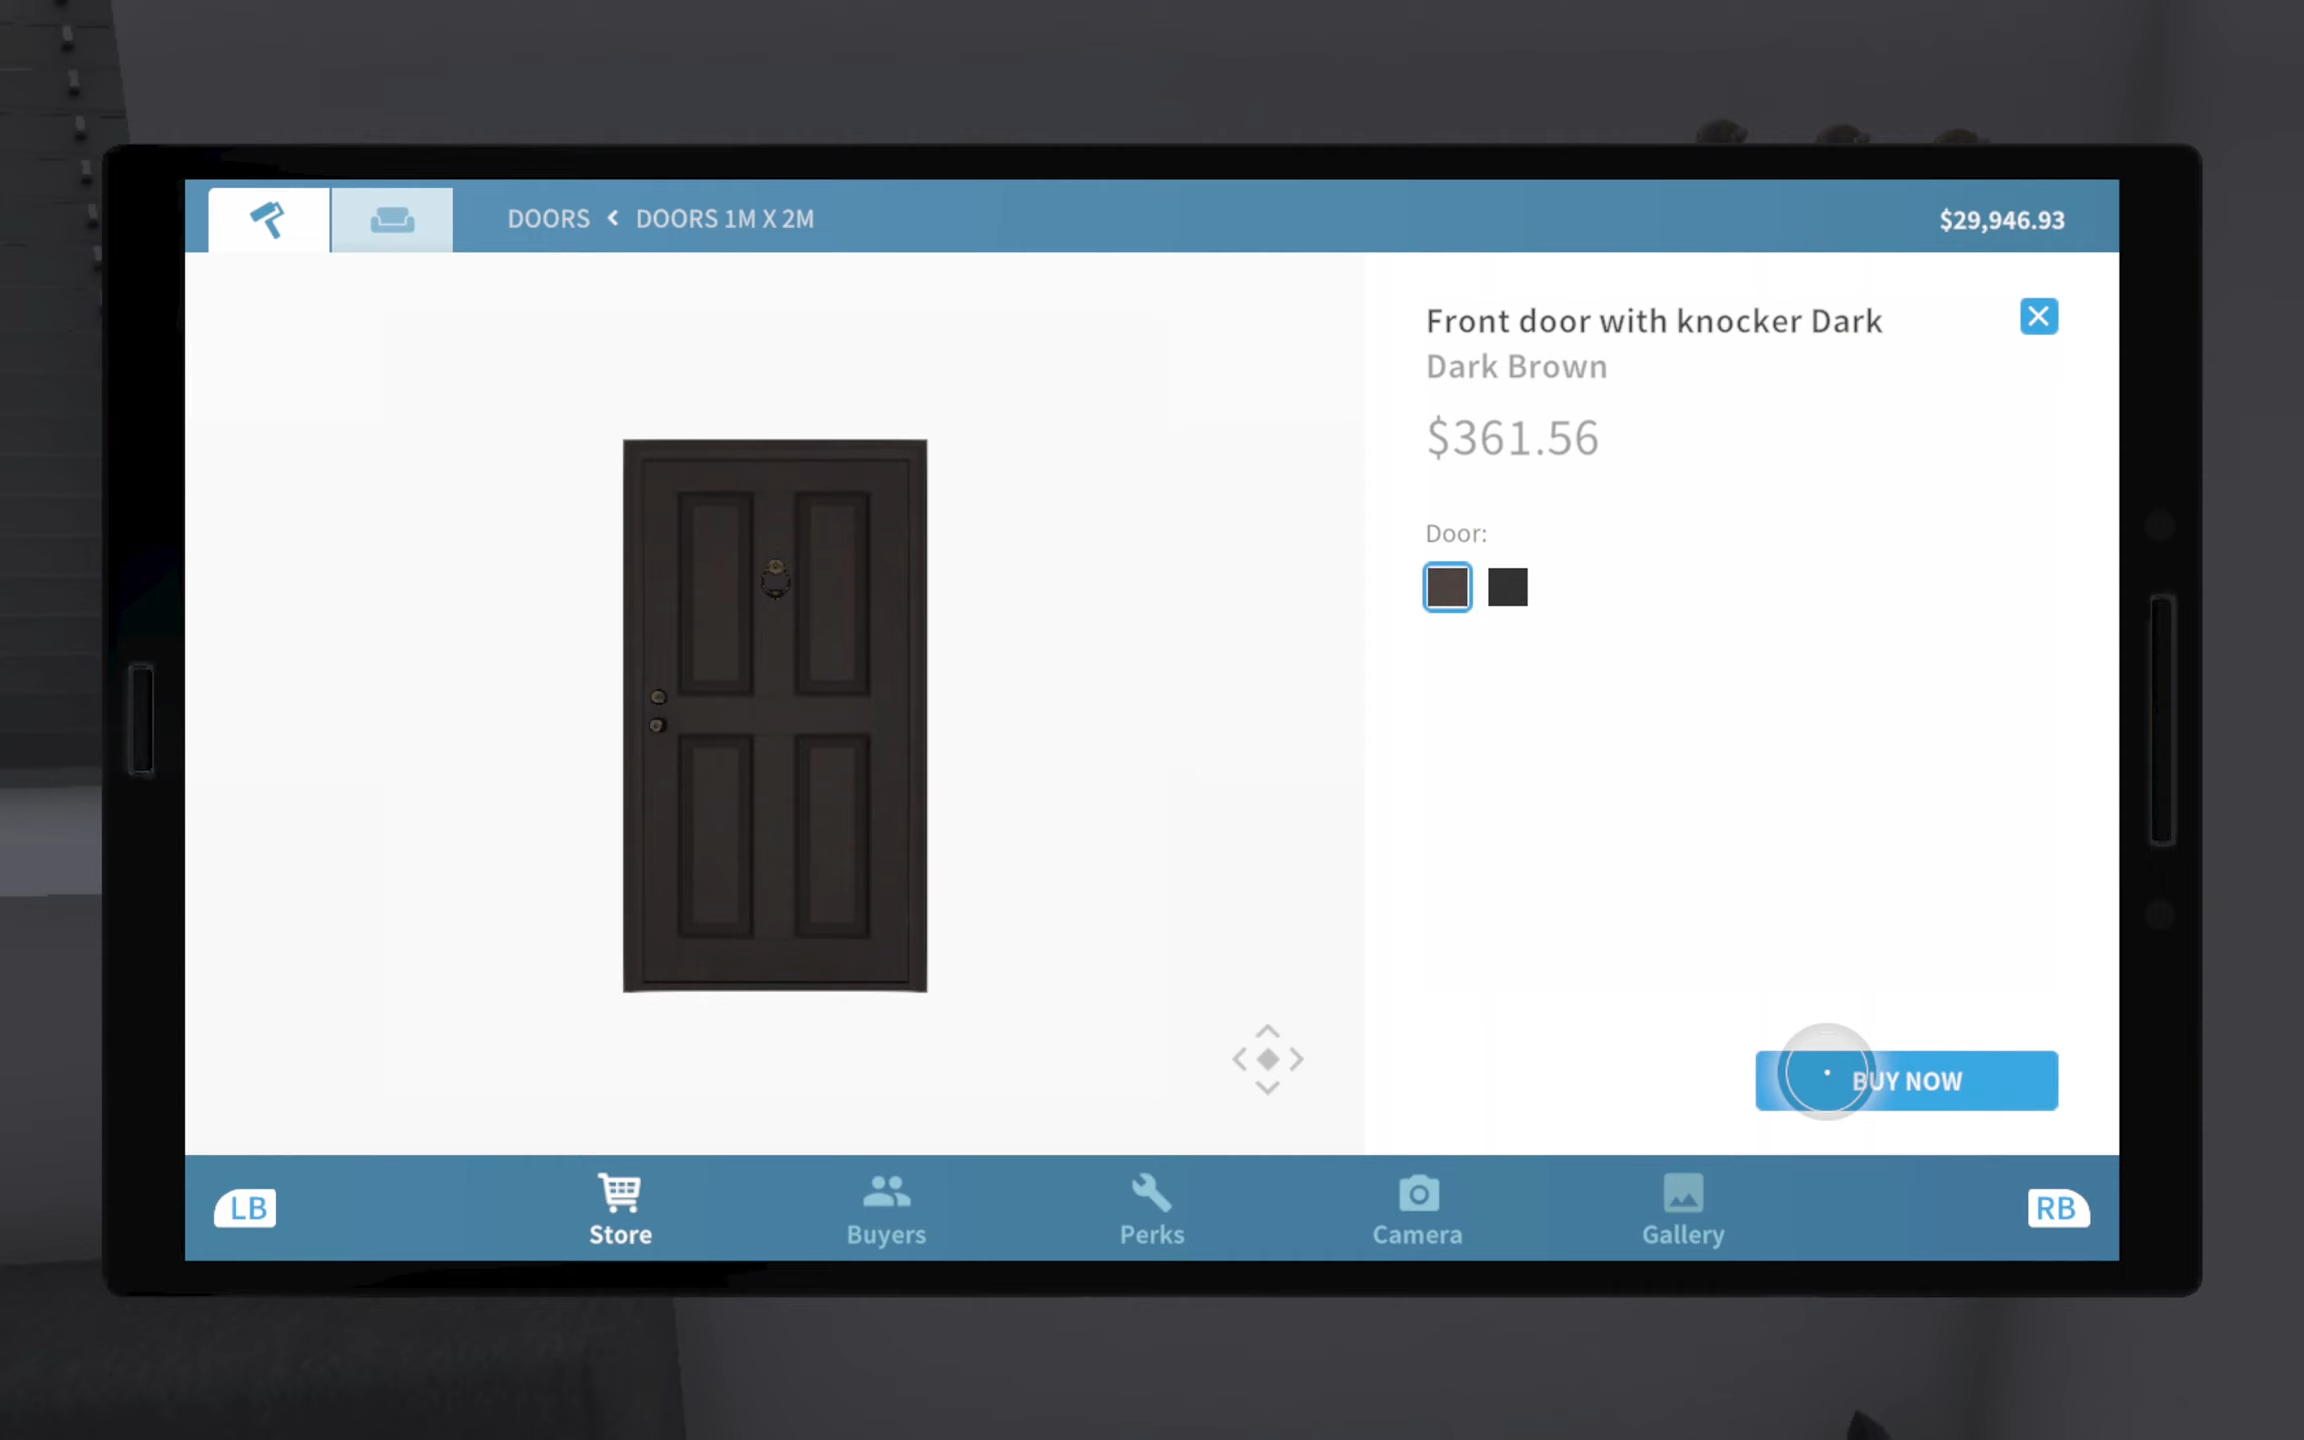 DOORS < DOORS 1M X 2M
$29,946.93
Front door with knocker Dark
Dark Brown
$361.56
Door:
BUY NOW
LB
Store
Buyers
Perks
Camera
Gallery
RB